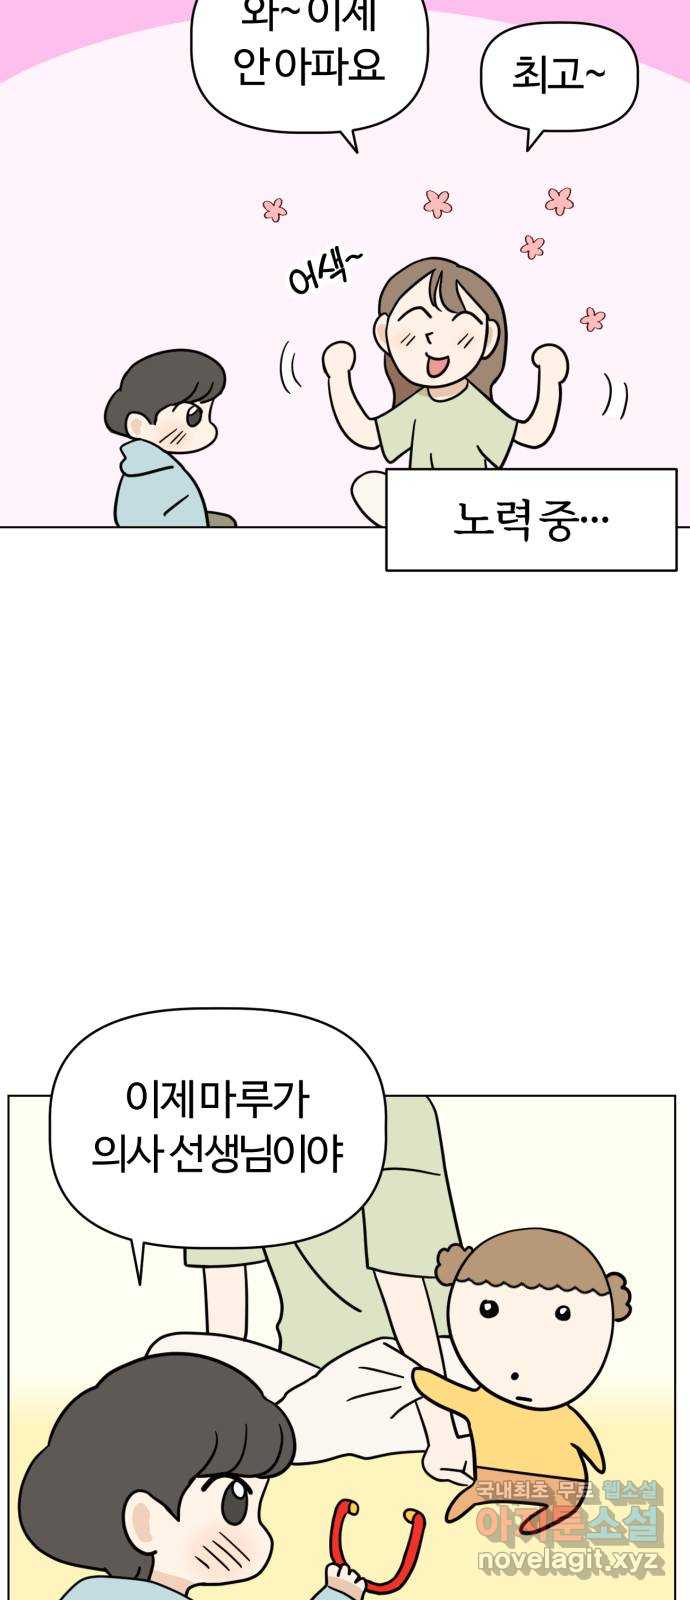 와~ 이제
안 아파요
최고~
어색~
노력 중…
이제 마루가
의사 선생님이야
국내최초 무료 웹소설
아지툰소설
novelagit.xyz